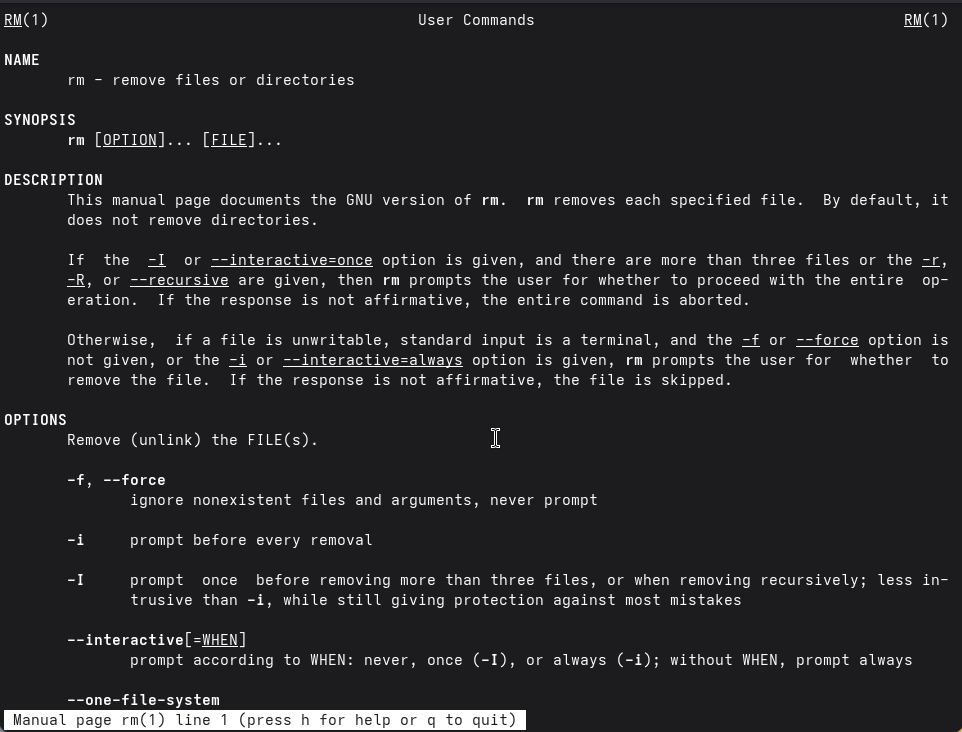 RM(1) User Commands RM(1)
NAME
rm - remove files or directories
SYNOPSIS
rm [OPTION]... [FILE]...
DESCRIPTION
This manual page documents the GNU version of rm.  rm removes each specified file.  By default, it
does not remove directories.
If  the  -I  or --interactive=once option is given, and there are more than three files or the -r,
-R, or --recursive are given, then rm prompts the user for whether to proceed with the entire  op-
eration.  If the response is not affirmative, the entire command is aborted.
Otherwise,  if a file is unwritable, standard input is a terminal, and the -f or --force option is
not given, or the -i or --interactive=always option is given, rm prompts the user for  whether  to
remove the file.  If the response is not affirmative, the file is skipped.
OPTIONS
Remove (unlink) the FILE(s).
-f, --force
ignore nonexistent files and arguments, never prompt
-i     prompt before every removal
-I     prompt  once  before removing more than three files, or when removing recursively; less in-
trusive than -i, while still giving protection against most mistakes
--interactive[=WHEN]
prompt according to WHEN: never, once (-I), or always (-i); without WHEN, prompt always
--one-file-system
Manual page rm(1) line 1 (press h for help or q to quit)